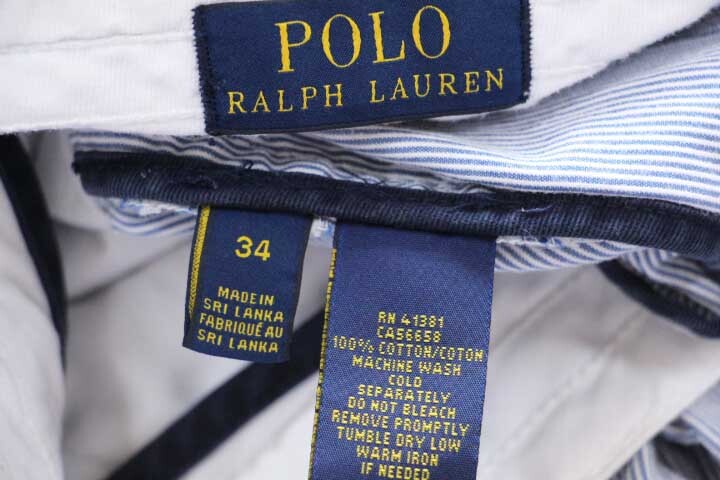 POLO
RALPH LAUREN
34
MADE IN
SRI LANKA
FABRIQUÉ AU
SRI LANKA
RN 41381
CA56658
100% COTTON/COTON
MACHINE WASH
COLD
SEPARATELY
DO NOT BLEACH
REMOVE PROMPTLY
TUMBLE DRY LOW
WARM IRON
IF NEEDED